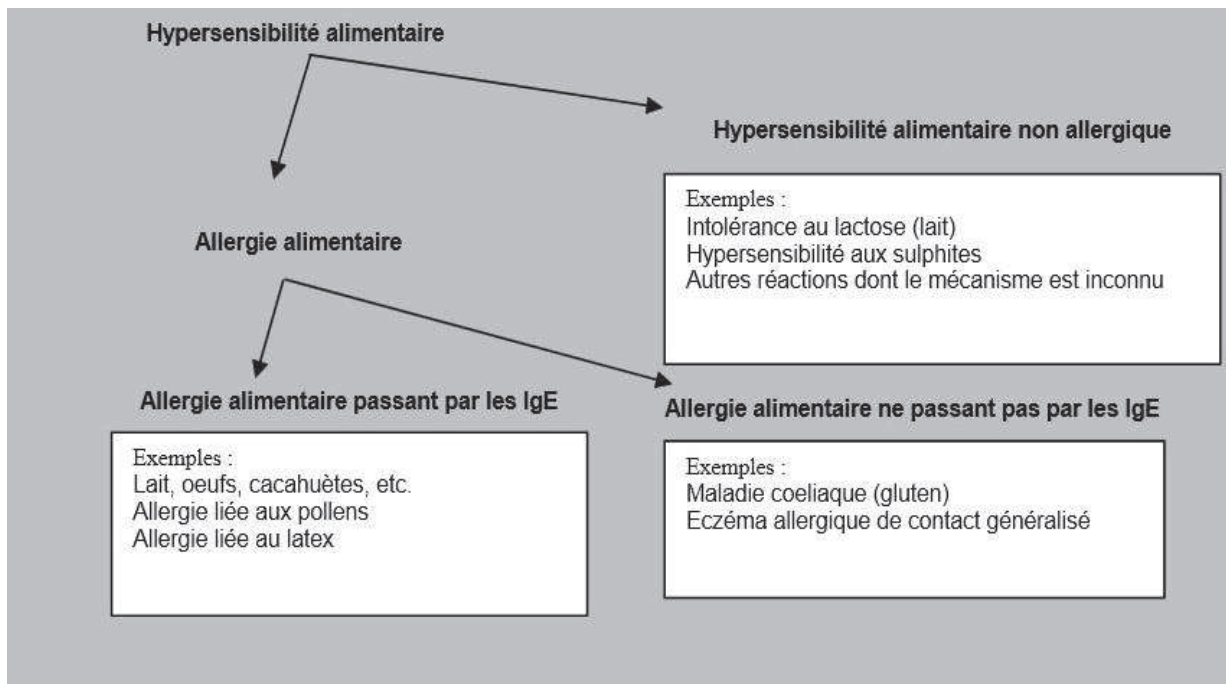 Hypersensibilité alimentaire
Hypersensibilité alimentaire non allergique
Exemples :
Intolérance au lactose (lait)
Hypersensibilité aux sulphites
Autres réactions dont le mécanisme est inconnu
Allergie alimentaire
Allergie alimentaire passant par les IgE
Exemples :
Lait, oeufs, cacahuètes, etc.
Allergie liée aux pollens
Allergie liée au latex
Allergie alimentaire ne passant pas par les IgE
Exemples :
Maladie coeliaque (gluten)
Eczéma allergique de contact généralisé